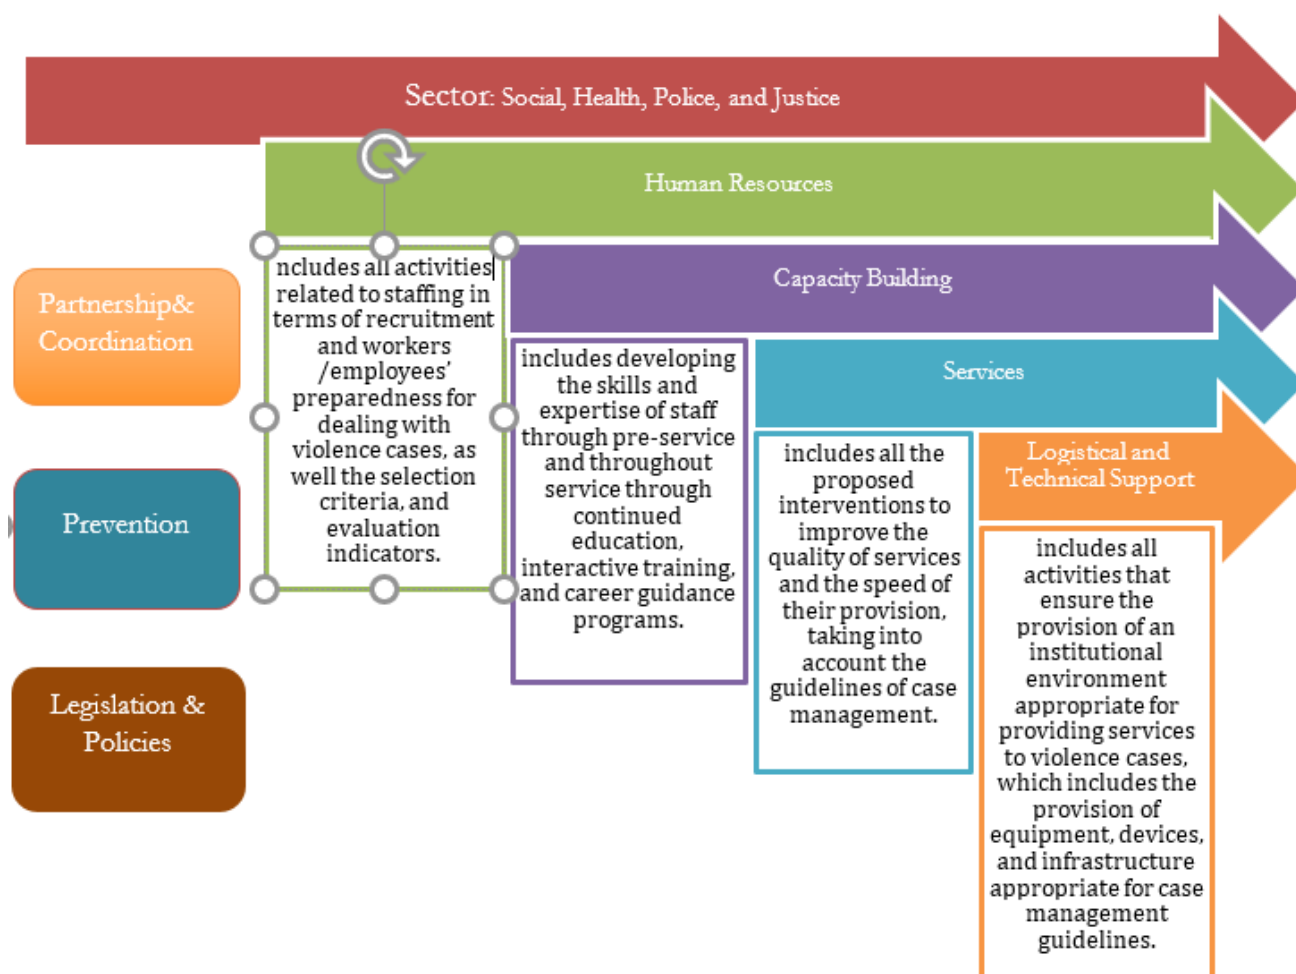 Sector: Social, Health, Police, and Justice
Human Resources
Capacity Building
Services
Logistical and
Technical Support
Partnership&
Coordination
Prevention
Legislation &
Policies
ncludes all activities
related to staffing in
terms of recruitment
and workers
/employees’
preparedness for
dealing with
violence cases, as
well the selection
criteria, and
evaluation
indicators.
includes developing
the skills and
expertise of staff
through pre-service
and throughout
service through
continued
education,
interactive training,
and career guidance
programs.
includes all the
proposed
interventions to
improve the
quality of services
and the speed of
their provision,
taking into
account the
guidelines of case
management.
includes all
activities that
ensure the
provision of an
institutional
environment
appropriate for
providing services
to violence cases,
which includes the
provision of
equipment, devices,
and infrastructure
appropriate for case
management
guidelines.